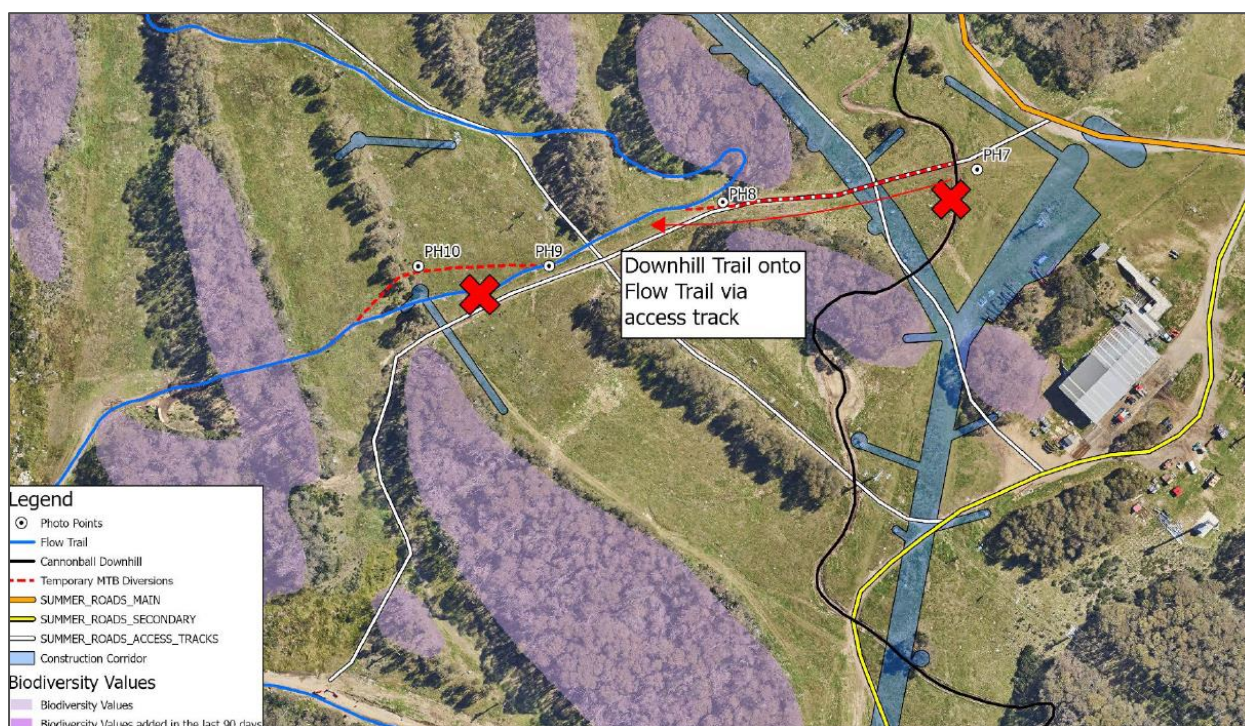 PH7
PH8
PH10
PH9
Downhill Trail onto
Flow Trail via
access track
Legend
Photo Points
Flow Trail
Cannonball Downhill
Temporary MTB Diversions
SUMMER_ROADS_MAIN
SUMMER_ROADS_SECONDARY
SUMMER_ROADS_ACCESS_TRACKS
Construction Corridor
Biodiversity Values
Biodiversity Values
Biodiversity Values added in the last 90 days